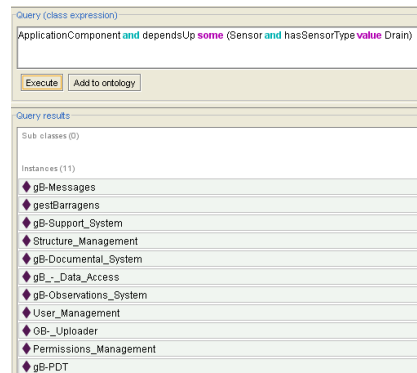 Query (class expression)
ApplicationComponent and dependsUp some (Sensor and hasSensorType value Drain)
Execute
Add to ontology
Query results
Sub classes (0)
Instances (11)
gB-Messages
gestBarragens
gB-Support_System
Structure_Management
gB-Documental_System
gB_-_Data_Access
gB-Observations_System
User_Management
GB-_Uploader
Permissions_Management
gB-PDT